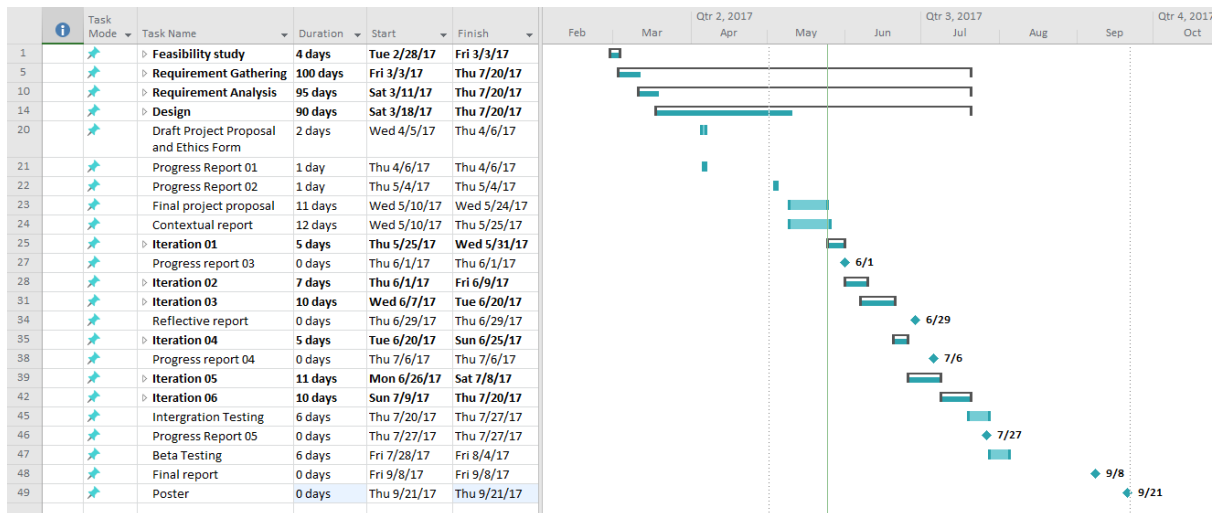 Qtr 2, 2017 Qtr 3, 2017 Qtr 4, 2017
Task Mode Task Name Duration Start Finish Feb Mar Apr May Jun Jul Aug Sep Oct
1 Feasibility study 4 days Tue 2/28/17 Fri 3/3/17
5 Requirement Gathering 100 days Fri 3/3/17 Thu 7/20/17
10 Requirement Analysis 95 days Sat 3/11/17 Thu 7/20/17
14 Design 90 days Sat 3/18/17 Thu 7/20/17
20 Draft Project Proposal 2 days Wed 4/5/17 Thu 4/6/17
and Ethics Form
21 Progress Report 01 1 day Thu 4/6/17 Thu 4/6/17
22 Progress Report 02 1 day Thu 5/4/17 Thu 5/4/17
23 Final project proposal 11 days Wed 5/10/17 Wed 5/24/17
24 Contextual report 12 days Wed 5/10/17 Thu 5/25/17
25 Iteration 01 5 days Thu 5/25/17 Wed 5/31/17
27 Progress report 03 0 days Thu 6/1/17 Thu 6/1/17 6/1
28 Iteration 02 7 days Thu 6/1/17 Fri 6/9/17
31 Iteration 03 10 days Wed 6/7/17 Tue 6/20/17
34 Reflective report 0 days Thu 6/29/17 Thu 6/29/17 6/29
35 Iteration 04 5 days Tue 6/20/17 Sun 6/25/17
38 Progress report 04 0 days Thu 7/6/17 Thu 7/6/17 7/6
39 Iteration 05 11 days Mon 6/26/17 Sat 7/8/17
42 Iteration 06 10 days Sun 7/9/17 Thu 7/20/17
45 Intergration Testing 6 days Thu 7/20/17 Thu 7/27/17
46 Progress Report 05 0 days Thu 7/27/17 Thu 7/27/17 7/27
47 Beta Testing 6 days Fri 7/28/17 Fri 8/4/17
48 Final report 0 days Fri 9/8/17 Fri 9/8/17 9/8
49 Poster 0 days Thu 9/21/17 Thu 9/21/17 9/21